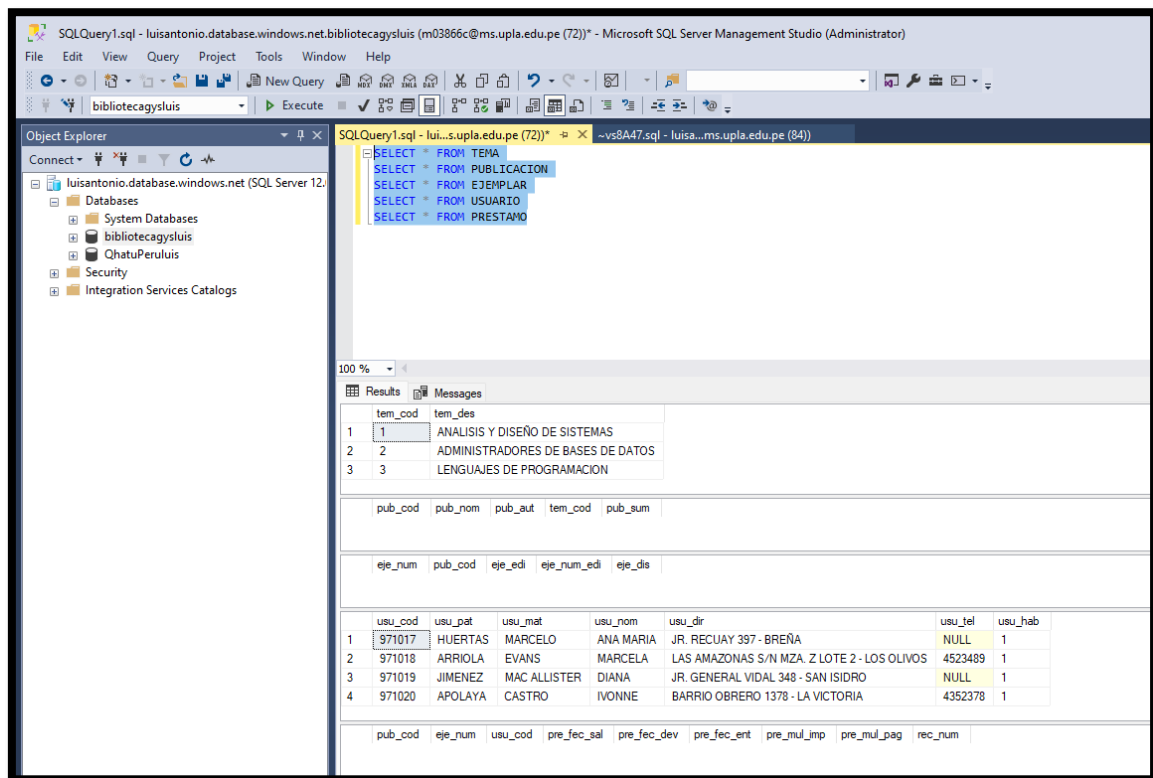 SQLQuery1.sql - luisantonio.database.windows.net.bibliotecagysluis (m03866c@ms.upla.edu.pe (72))* - Microsoft SQL Server Management Studio (Administrator)
File Edit View Query Project Tools Window Help
New Query MDX DMX XMLA DAX
bibliotecagysluis Execute
Object Explorer
Connect
luisantonio.database.windows.net (SQL Server 12.
Databases
System Databases
bibliotecagysluis
QhatuPeruluis
Security
Integration Services Catalogs
SQLQuery1.sql - lui...s.upla.edu.pe (72))* ~vs8A47.sql - luisa...ms.upla.edu.pe (84))
SELECT * FROM TEMA
SELECT * FROM PUBLICACION
SELECT * FROM EJEMPLAR
SELECT * FROM USUARIO
SELECT * FROM PRESTAMO
100 %
Results Messages
tem_cod tem_des
1 1 ANALISIS Y DISEÑO DE SISTEMAS
2 2 ADMINISTRADORES DE BASES DE DATOS
3 3 LENGUAJES DE PROGRAMACION
pub_cod pub_nom pub_aut tem_cod pub_sum
eje_num pub_cod eje_edi eje_num_edi eje_dis
usu_cod usu_pat usu_mat usu_nom usu_dir usu_tel usu_hab
1 971017 HUERTAS MARCELO ANA MARIA JR. RECUAY 397 - BREÑA NULL 1
2 971018 ARRIOLA EVANS MARCELA LAS AMAZONAS S/N MZA. Z LOTE 2 - LOS OLIVOS 4523489 1
3 971019 JIMENEZ MAC ALLISTER DIANA JR. GENERAL VIDAL 348 - SAN ISIDRO NULL 1
4 971020 APOLAYA CASTRO IVONNE BARRIO OBRERO 1378 - LA VICTORIA 4352378 1
pub_cod eje_num usu_cod pre_fec_sal pre_fec_dev pre_fec_ent pre_mul_imp pre_mul_pag rec_num